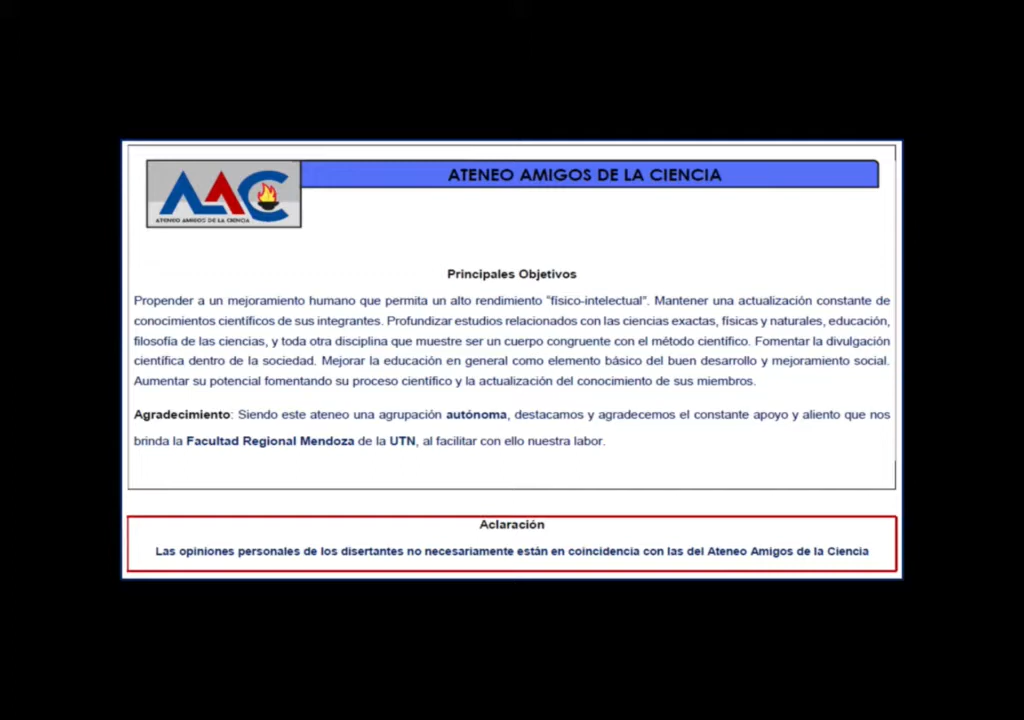 ATENEO AMIGOS DE LA CIENCIA
AAC
ATENEO AMIGOS DE LA CIENCIA
Principales Objetivos
Propender a un mejoramiento humano que permita un alto rendimiento "físico-intelectual". Mantener una actualización constante de
conocimientos científicos de sus integrantes. Profundizar estudios relacionados con las ciencias exactas, físicas y naturales, educación,
filosofía de las ciencias, y toda otra disciplina que muestre ser un cuerpo congruente con el método científico. Fomentar la divulgación
científica dentro de la sociedad. Mejorar la educación en general como elemento básico del buen desarrollo y mejoramiento social.
Aumentar su potencial fomentando su proceso científico y la actualización del conocimiento de sus miembros.
Agradecimiento: Siendo este ateneo una agrupación autónoma, destacamos y agradecemos el constante apoyo y aliento que nos
brinda la Facultad Regional Mendoza de la UTN, al facilitar con ello nuestra labor.
Aclaración
Las opiniones personales de los disertantes no necesariamente están en coincidencia con las del Ateneo Amigos de la Ciencia